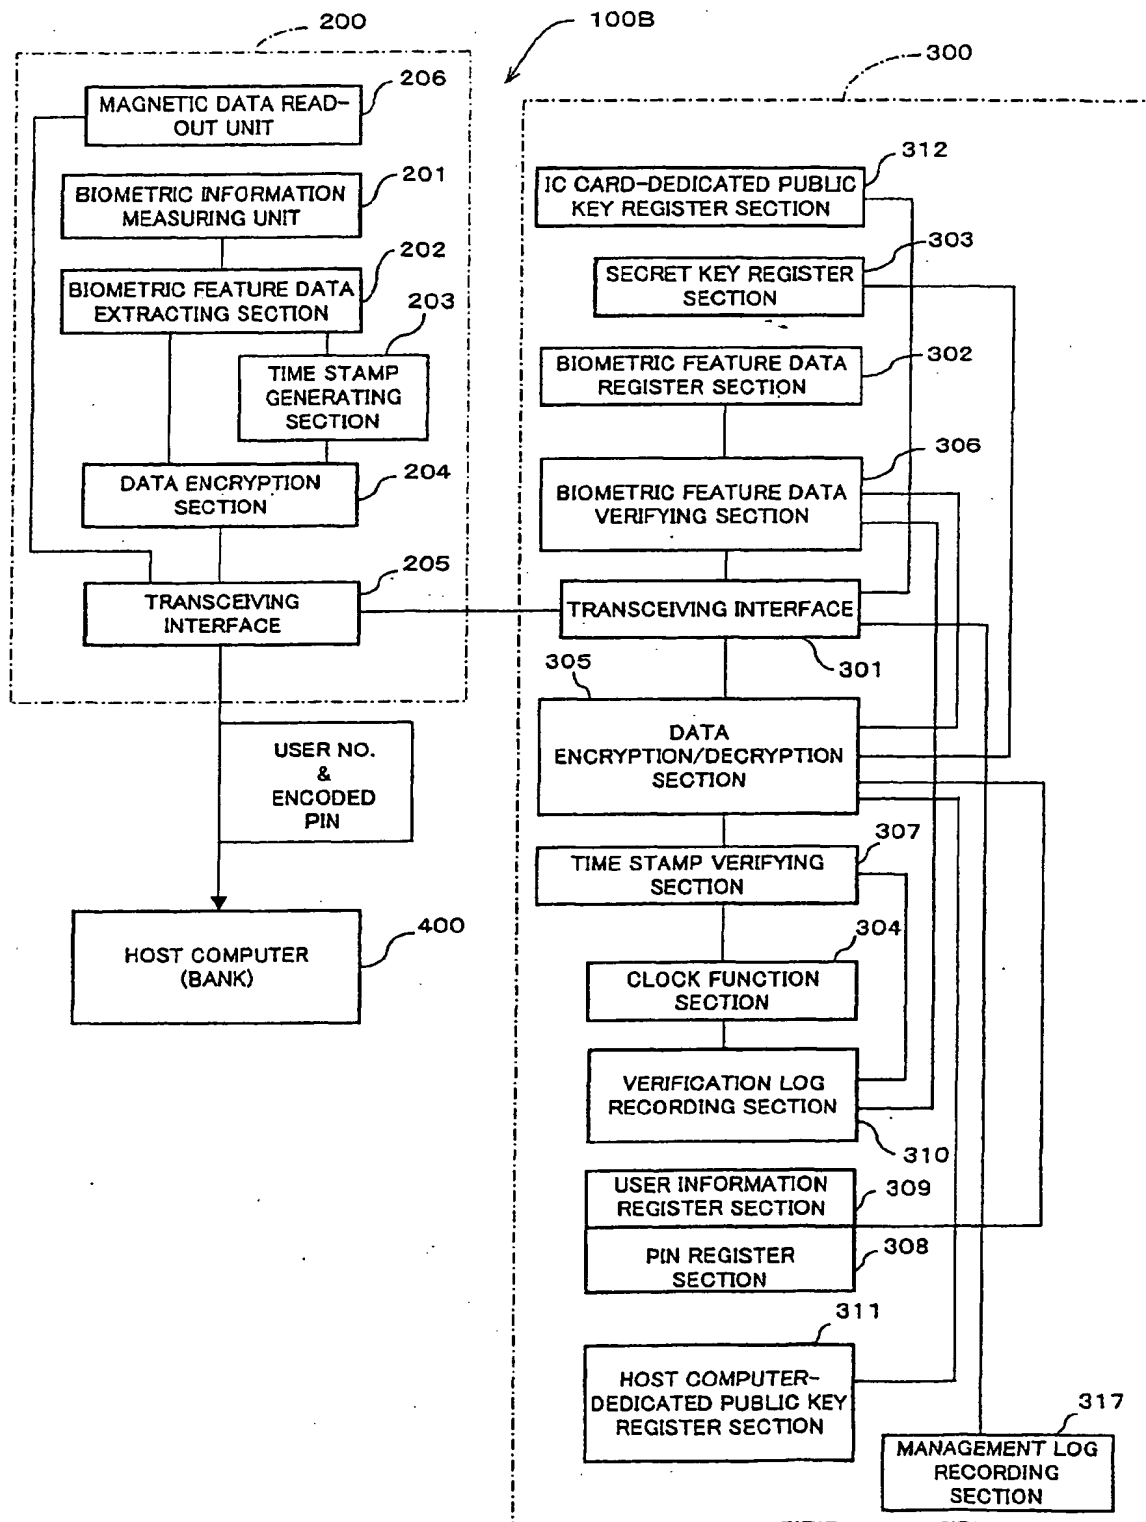 200
100B
300
206
MAGNETIC DATA READ-
OUT UNIT
201
BIOMETRIC INFORMATION
MEASURING UNIT
202
BIOMETRIC FEATURE DATA
EXTRACTING SECTION
203
TIME STAMP
GENERATING
SECTION
204
DATA ENCRYPTION
SECTION
205
TRANSCEIVING
INTERFACE
USER NO.
&
ENCODED
PIN
400
HOST COMPUTER
(BANK)
312
IC CARD-DEDICATED PUBLIC
KEY REGISTER SECTION
303
SECRET KEY REGISTER
SECTION
302
BIOMETRIC FEATURE DATA
REGISTER SECTION
306
BIOMETRIC FEATURE DATA
VERIFYING SECTION
TRANSCEIVING INTERFACE
301
305
DATA
ENCRYPTION/DECRYPTION
SECTION
307
TIME STAMP VERIFYING
SECTION
304
CLOCK FUNCTION
SECTION
VERIFICATION LOG
RECORDING SECTION
310
USER INFORMATION
REGISTER SECTION
309
PIN REGISTER
SECTION
308
311
HOST COMPUTER-
DEDICATED PUBLIC KEY
REGISTER SECTION
317
MANAGEMENT LOG
RECORDING
SECTION